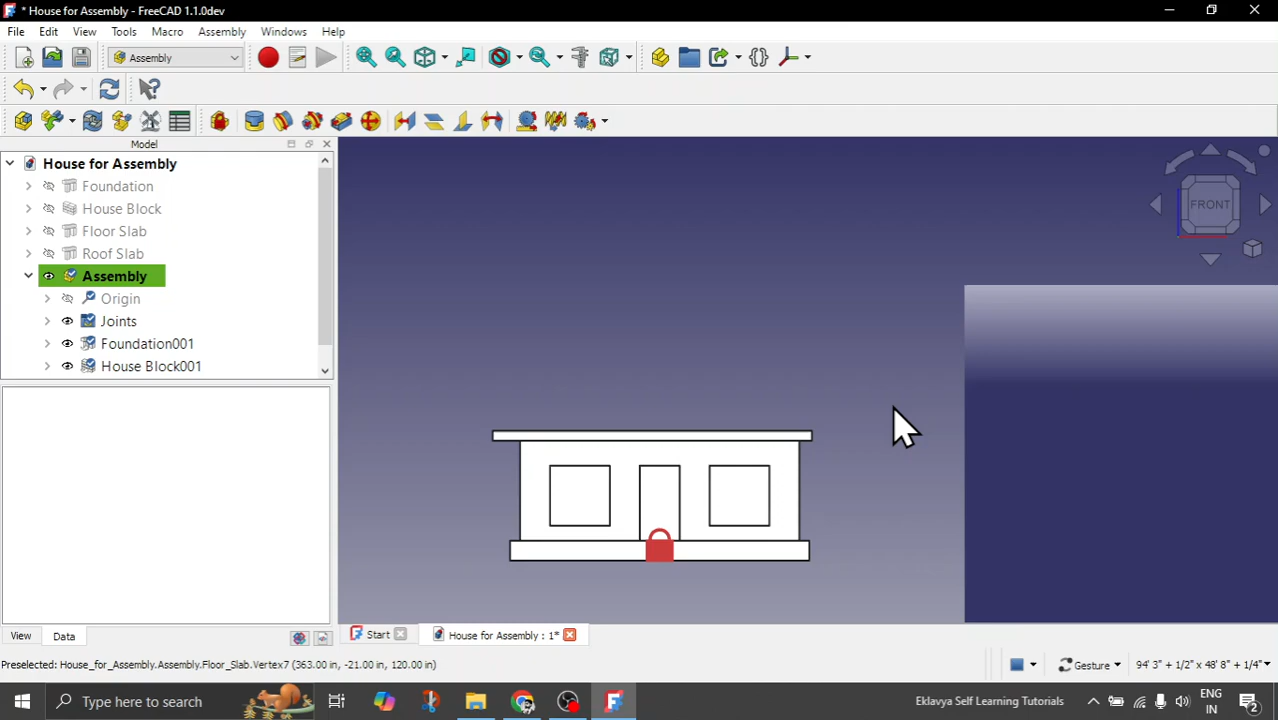 * House for Assembly - FreeCAD 1.1.0dev
File Edit View Tools Macro Assembly Windows Help
Assembly
Model
House for Assembly
Foundation
House Block
Floor Slab
Roof Slab
Assembly
Origin
Joints
Foundation001
House Block001
FRONT
View Data
Start House for Assembly : 1*
Preselected: House_for_Assembly.Assembly.Floor_Slab.Vertex7 (363.00 in, -21.00 in, 120.00 in)
Gesture 94' 3" + 1/2" x 48' 8" + 1/4"
Type here to search
Eklavya Self Learning Tutorials
ENG
IN
2